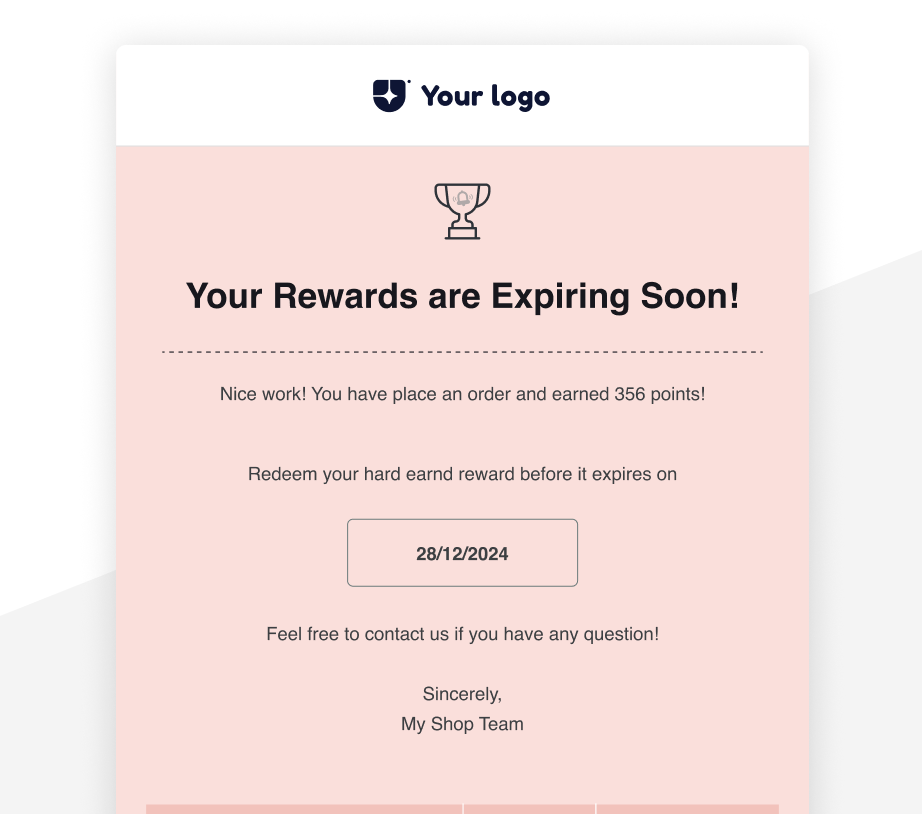 Your logo
Your Rewards are Expiring Soon!
Nice work! You have place an order and earned 356 points!
Redeem your hard earnd reward before it expires on
28/12/2024
Feel free to contact us if you have any question!
Sincerely,
My Shop Team